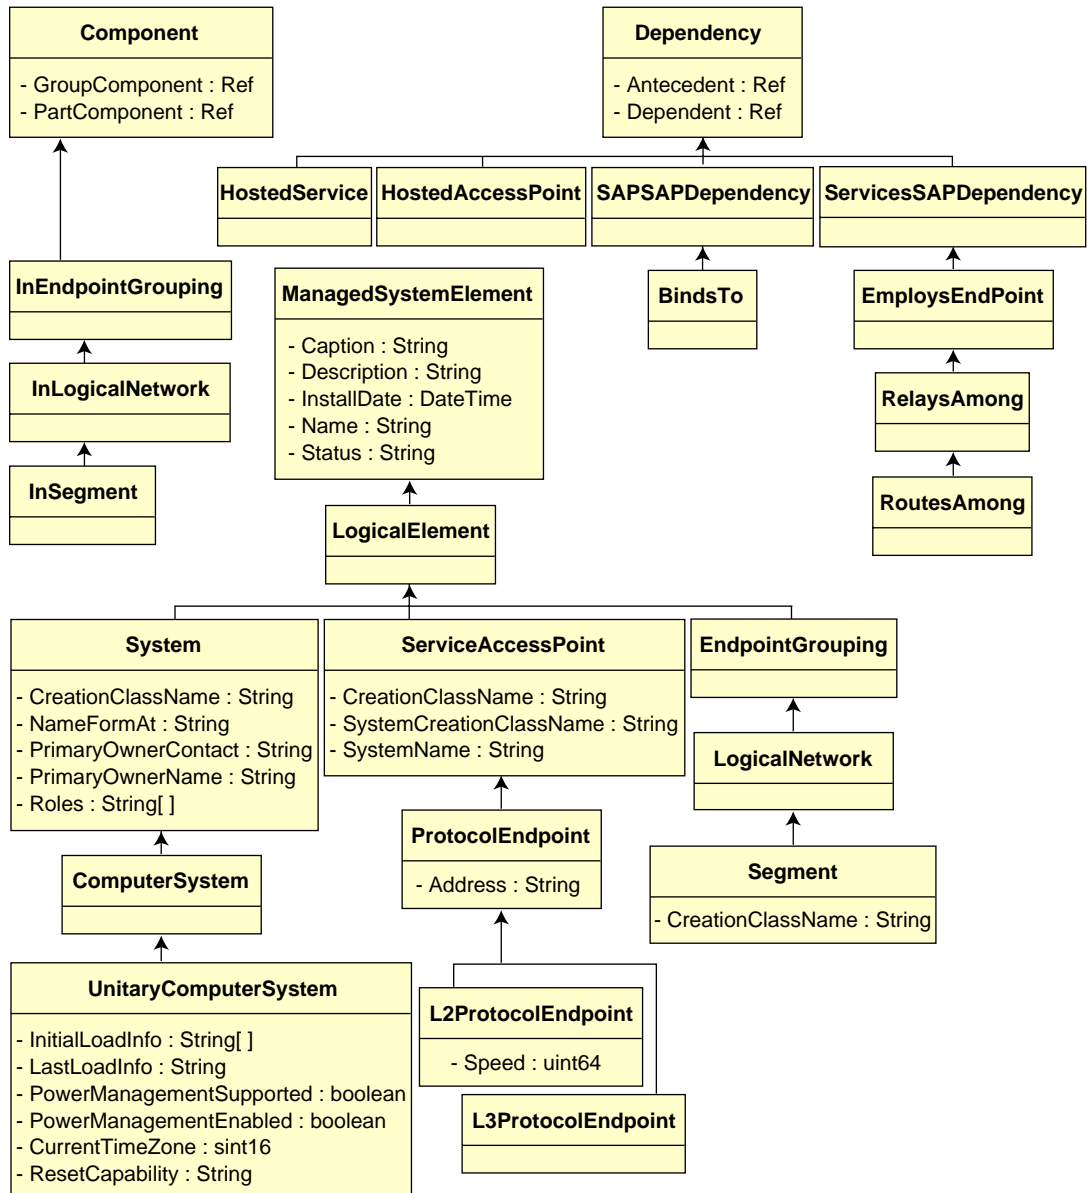 Component
- GroupComponent : Ref
- PartComponent : Ref
Dependency
- Antecedent : Ref
- Dependent : Ref
HostedService
HostedAccessPoint
SAPSAPDependency
ServicesSAPDependency
InEndpointGrouping
InLogicalNetwork
InSegment
ManagedSystemElement
- Caption : String
- Description : String
- InstallDate : DateTime
- Name : String
- Status : String
BindsTo
EmploysEndPoint
RelaysAmong
RoutesAmong
LogicalElement
System
- CreationClassName : String
- NameFormAt : String
- PrimaryOwnerContact : String
- PrimaryOwnerName : String
- Roles : String[ ]
ServiceAccessPoint
- CreationClassName : String
- SystemCreationClassName : String
- SystemName : String
EndpointGrouping
LogicalNetwork
Segment
- CreationClassName : String
ComputerSystem
ProtocolEndpoint
- Address : String
UnitaryComputerSystem
- InitialLoadInfo : String[ ]
- LastLoadInfo : String
- PowerManagementSupported : boolean
- PowerManagementEnabled : boolean
- CurrentTimeZone : sint16
- ResetCapability : String
L2ProtocolEndpoint
- Speed : uint64
L3ProtocolEndpoint